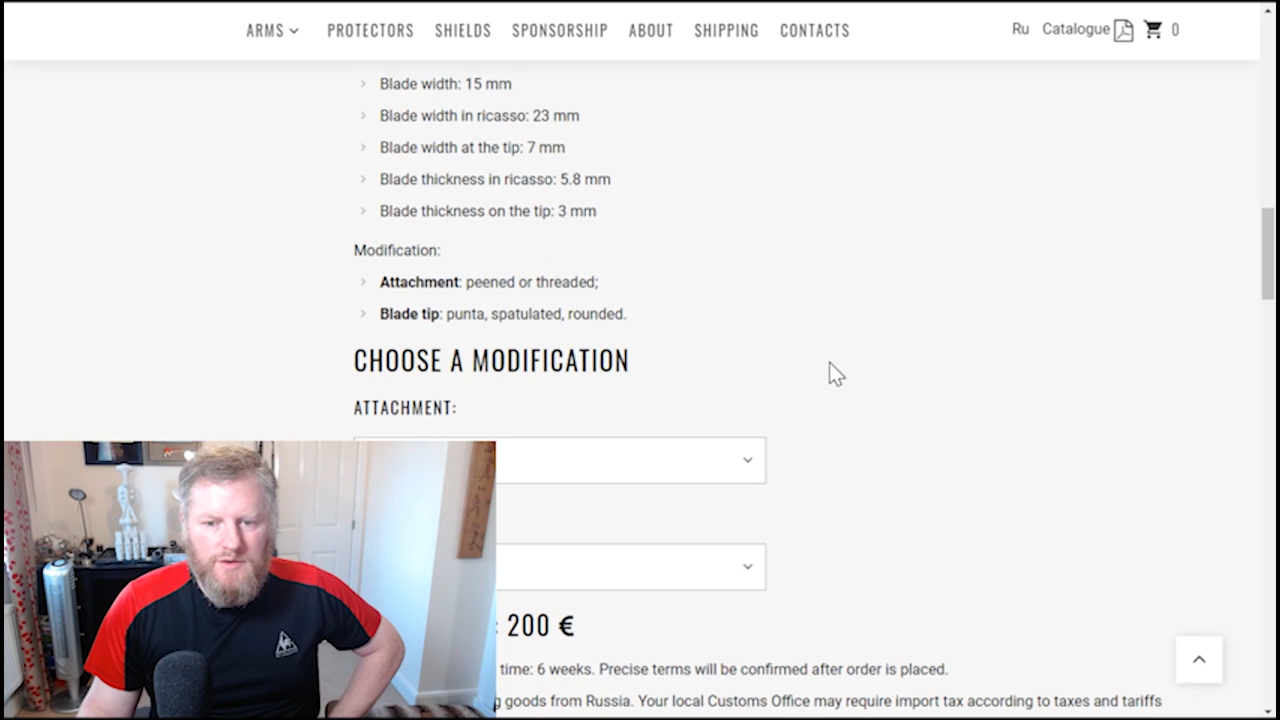 ARMS PROTECTORS SHIELDS SPONSORSHIP ABOUT SHIPPING CONTACTS Ru Catalogue 0
Blade width: 15 mm
Blade width in ricasso: 23 mm
Blade width at the tip: 7 mm
Blade thickness in ricasso: 5.8 mm
Blade thickness on the tip: 3 mm
Modification:
Attachment: peened or threaded;
Blade tip: punta, spatulated, rounded.
CHOOSE A MODIFICATION
ATTACHMENT:
: 200 €
time: 6 weeks. Precise terms will be confirmed after order is placed.
g goods from Russia. Your local Customs Office may require import tax according to taxes and tariffs